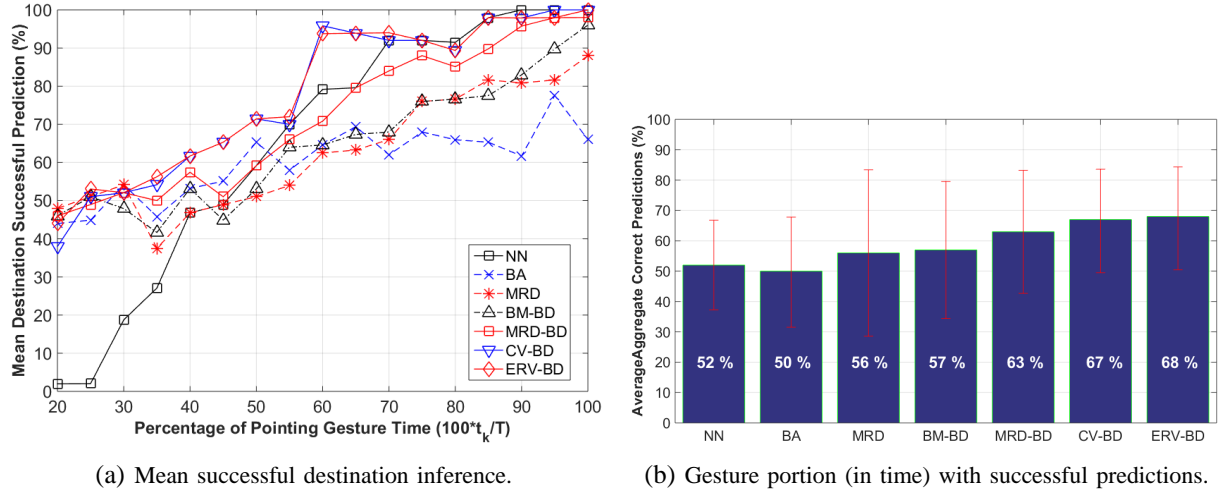 Mean Destination Successful Prediction (%)
100
90
80
70
60
50
40
30
20
10
0
NN
BA
MRD
BM-BD
MRD-BD
CV-BD
ERV-BD
20 30 40 50 60 70 80 90 100
Percentage of Pointing Gesture Time (100*t_k/T)
(a) Mean successful destination inference.
AverageAggregate Correct Predictions (%)
100
90
80
70
60
50
40
30
20
10
0
52 % 50 % 56 % 57 % 63 % 67 % 68 %
NN BA MRD BM-BD MRD-BD CV-BD ERV-BD
(b) Gesture portion (in time) with successful predictions.